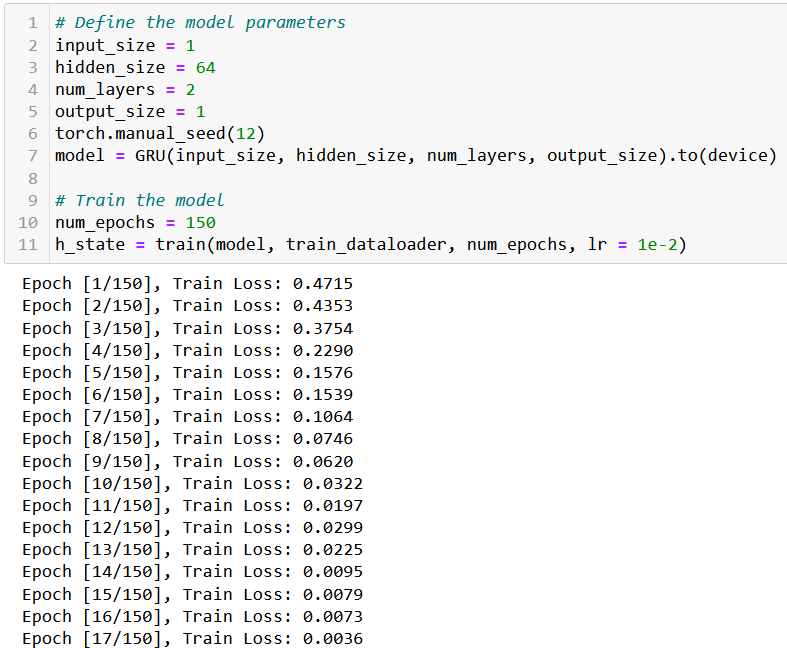 1 # Define the model parameters
2 input_size = 1
3 hidden_size = 64
4 num_layers = 2
5 output_size = 1
6 torch.manual_seed(12)
7 model = GRU(input_size, hidden_size, num_layers, output_size).to(device)
8
9 # Train the model
10 num_epochs = 150
11 h_state = train(model, train_dataloader, num_epochs, lr = 1e-2)
Epoch [1/150], Train Loss: 0.4715
Epoch [2/150], Train Loss: 0.4353
Epoch [3/150], Train Loss: 0.3754
Epoch [4/150], Train Loss: 0.2290
Epoch [5/150], Train Loss: 0.1576
Epoch [6/150], Train Loss: 0.1539
Epoch [7/150], Train Loss: 0.1064
Epoch [8/150], Train Loss: 0.0746
Epoch [9/150], Train Loss: 0.0620
Epoch [10/150], Train Loss: 0.0322
Epoch [11/150], Train Loss: 0.0197
Epoch [12/150], Train Loss: 0.0299
Epoch [13/150], Train Loss: 0.0225
Epoch [14/150], Train Loss: 0.0095
Epoch [15/150], Train Loss: 0.0079
Epoch [16/150], Train Loss: 0.0073
Epoch [17/150], Train Loss: 0.0036